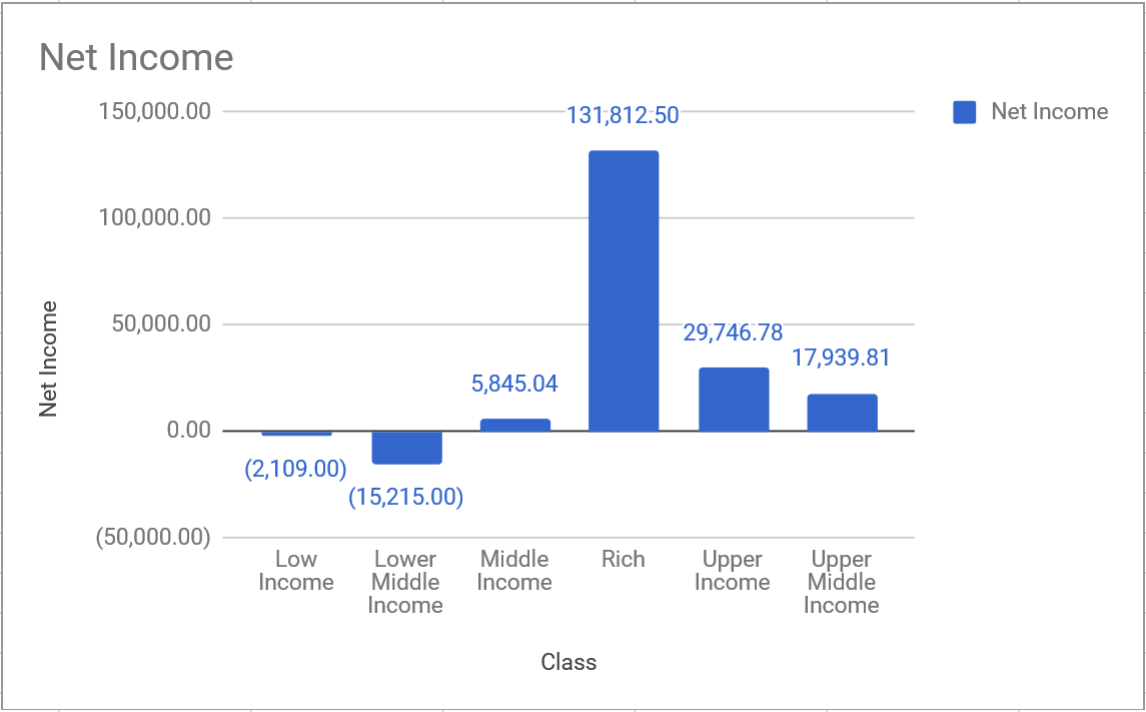 Net Income
150,000.00
100,000.00
50,000.00
0.00
(50,000.00)
Net Income
131,812.50
29,746.78
17,939.81
5,845.04
(2,109.00)
(15,215.00)
Low
Income
Lower
Middle
Income
Middle
Income
Rich
Upper
Income
Upper
Middle
Income
Class
Net Income